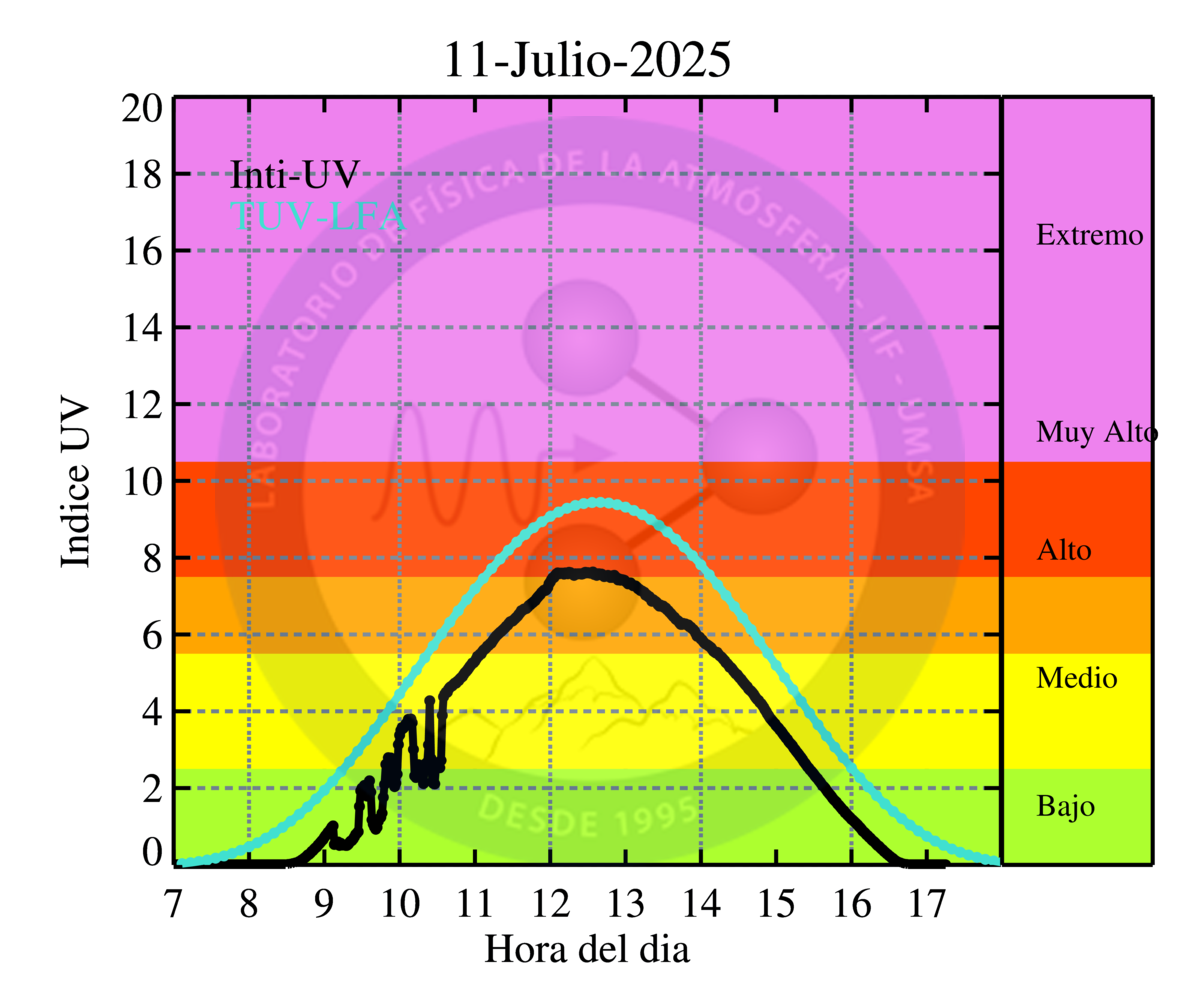 11-Julio-2025
20
18
16
14
12
10
8
6
4
2
0
Indice UV
Inti-UV
TUV-LFA
LABORATORIO DE FÍSICA DE LA ATMÓSFERA - IIF - UMSA
DESDE 1995
Extremo
Muy Alto
Alto
Medio
Bajo
7 8 9 10 11 12 13 14 15 16 17
Hora del dia